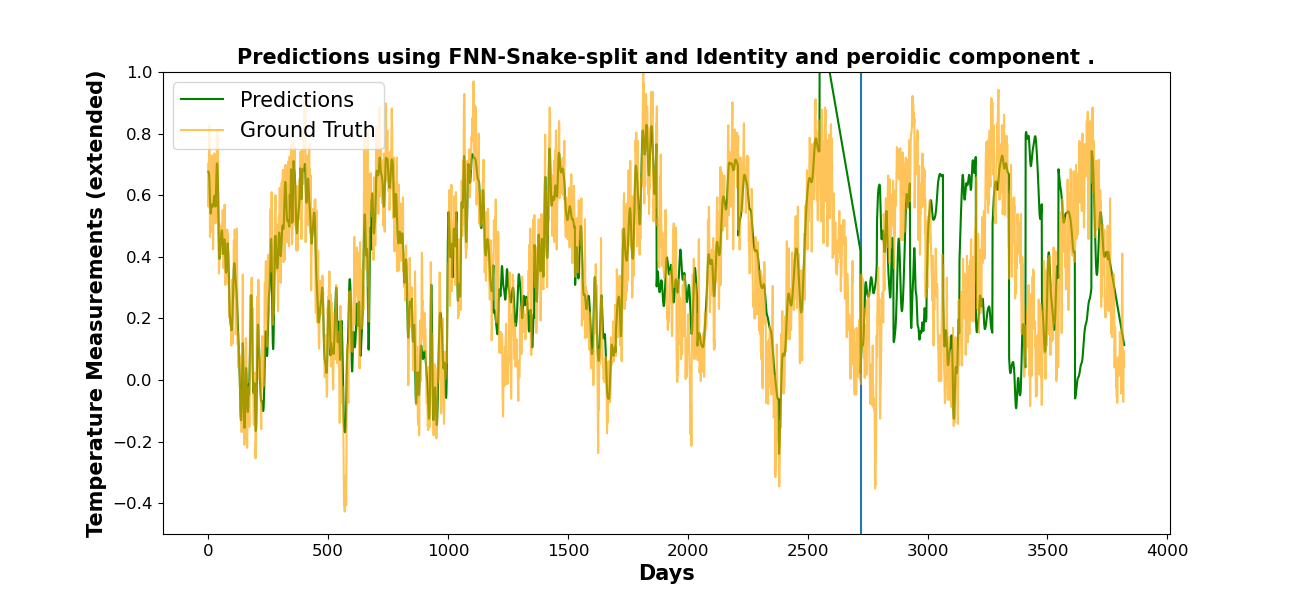 Predictions using FNN-Snake-split and Identity and peroidic component .
Temperature Measurements (extended)
1.0
0.8
0.6
0.4
0.2
0.0
−0.2
−0.4
Predictions
Ground Truth
0 500 1000 1500 2000 2500 3000 3500 4000
Days